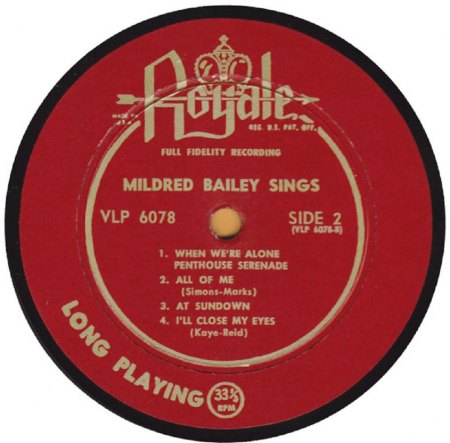 Royale
MADE IN
U.S.A.
REG. U.S. PAT. OFF.
FULL FIDELITY RECORDING
MILDRED BAILEY SINGS
VLP 6078
SIDE 2
(VLP 6078-B)
1. WHEN WE'RE ALONE
PENTHOUSE SERENADE
2. ALL OF ME
(Simons-Marks)
3. AT SUNDOWN
4. I'LL CLOSE MY EYES
(Kaye-Reid)
LONG PLAYING
33⅓
RPM